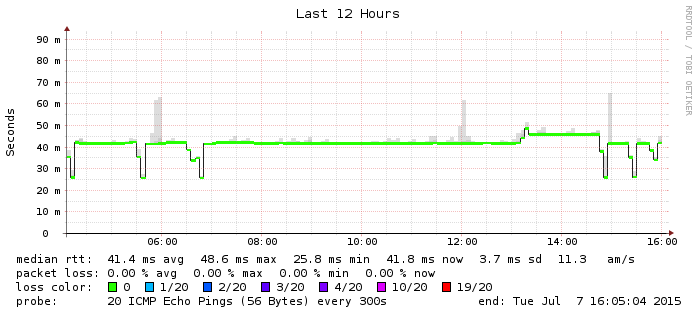 Last 12 Hours
RRDTOOL / TOBI OETIKER
Seconds
90 m
80 m
70 m
60 m
50 m
40 m
30 m
20 m
10 m
0
06:00 08:00 10:00 12:00 14:00 16:00
median rtt: 41.4 ms avg 48.6 ms max 25.8 ms min 41.8 ms now 3.7 ms sd 11.3 am/s
packet loss: 0.00 % avg 0.00 % max 0.00 % min 0.00 % now
loss color: 0 1/20 2/20 3/20 4/20 10/20 19/20
probe: 20 ICMP Echo Pings (56 Bytes) every 300s end: Tue Jul 7 16:05:04 2015